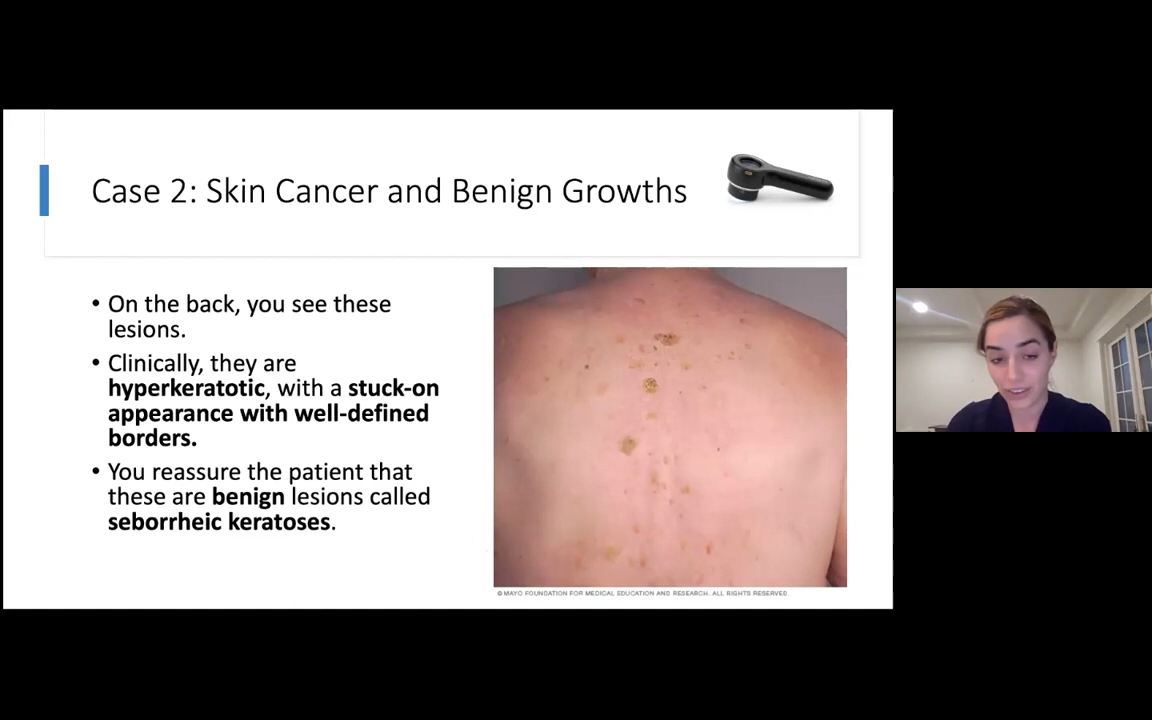 Case 2: Skin Cancer and Benign Growths
• On the back, you see these
lesions.
• Clinically, they are
hyperkeratotic, with a stuck-on
appearance with well-defined
borders.
• You reassure the patient that
these are benign lesions called
seborrheic keratoses.
© MAYO FOUNDATION FOR MEDICAL EDUCATION AND RESEARCH. ALL RIGHTS RESERVED.